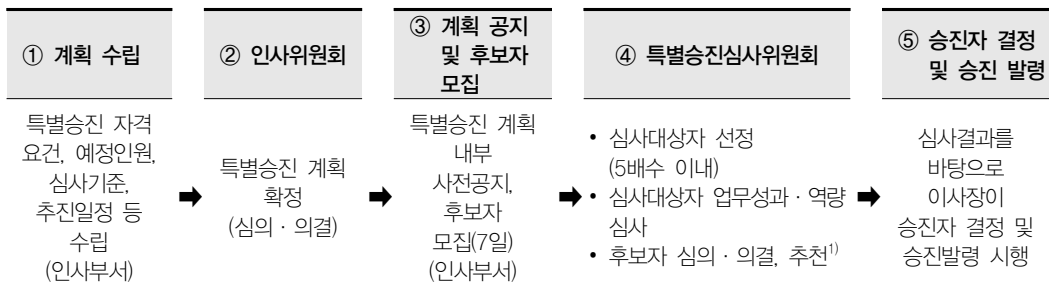 ① 계획 수립
특별승진 자격
요건, 예정인원,
심사기준,
추진일정 등
수립
(인사부서)
➡
② 인사위원회
특별승진 계획
확정
(심의 · 의결)
➡
③ 계획 공지
및 후보자
모집
특별승진 계획
내부
사전공지,
후보자
모집(7일)
(인사부서)
➡
④ 특별승진심사위원회
• 심사대상자 선정
(5배수 이내)
• 심사대상자 업무성과 · 역량
심사
• 후보자 심의 · 의결, 추천1)
➡
⑤ 승진자 결정
및 승진 발령
심사결과를
바탕으로
이사장이
승진자 결정 및
승진발령 시행